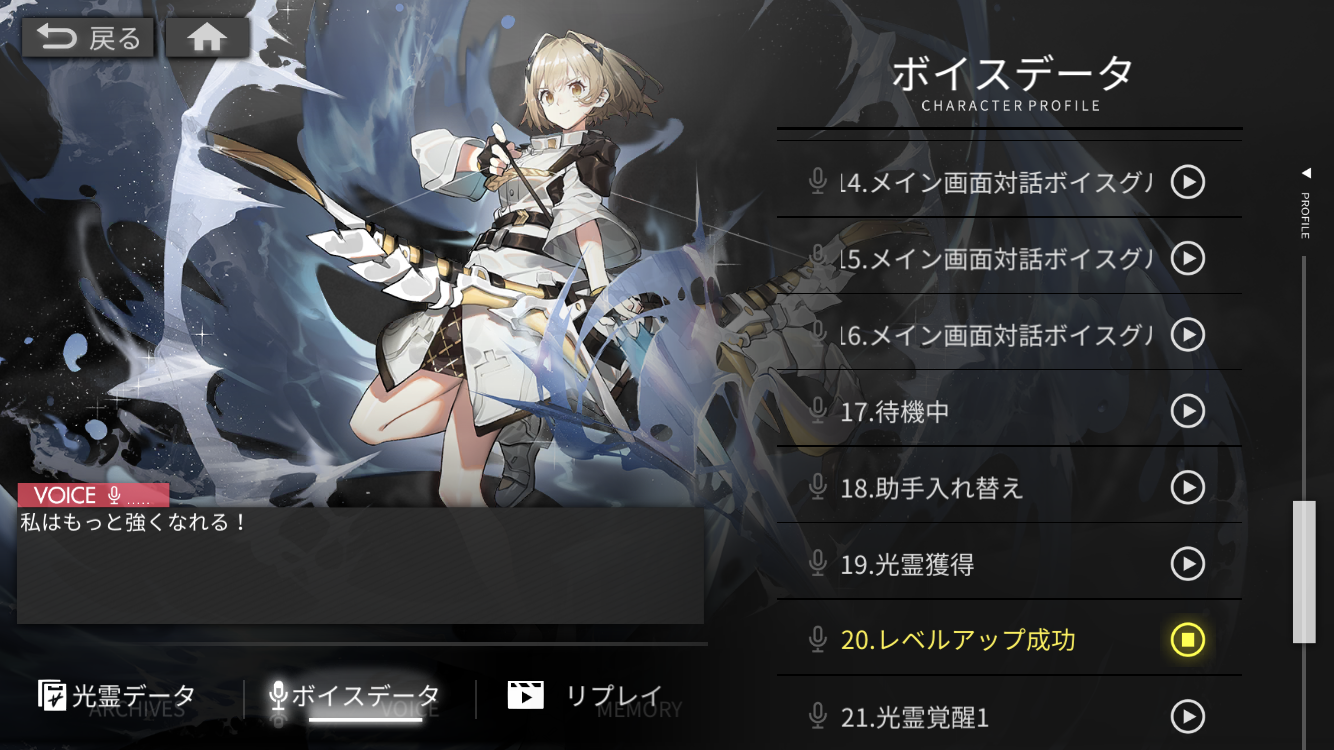 戻る
ボイスデータ
CHARACTER PROFILE
14.メイン画面対話ボイスグル
15.メイン画面対話ボイスグル
16.メイン画面対話ボイスグル
17.待機中
18.助手入れ替え
19.光霊獲得
20.レベルアップ成功
21.光霊覚醒1
PROFILE
VOICE .....
私はもっと強くなれる！
光霊データ
ARCHIVES
ボイスデータ
VOICE
リプレイ
MEMORY